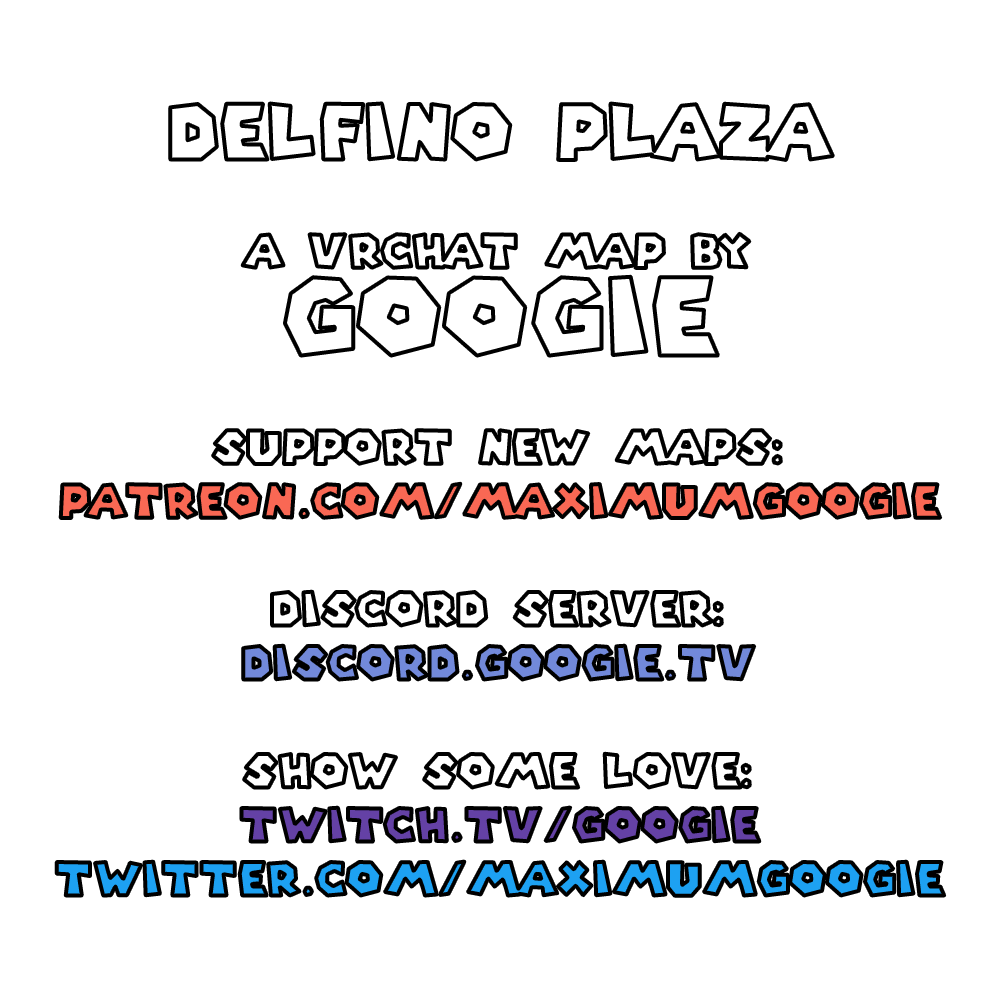 DELFINO PLAZA
A VRCHAT MAP BY
GOOGIE
SUPPORT NEW MAPS:
PATREON.COM/MAXIMUMGOOGIE
DISCORD SERVER:
DISCORD.GOOGIE.TV
SHOW SOME LOVE:
TWITCH.TV/GOOGIE
TWITTER.COM/MAXIMUMGOOGIE